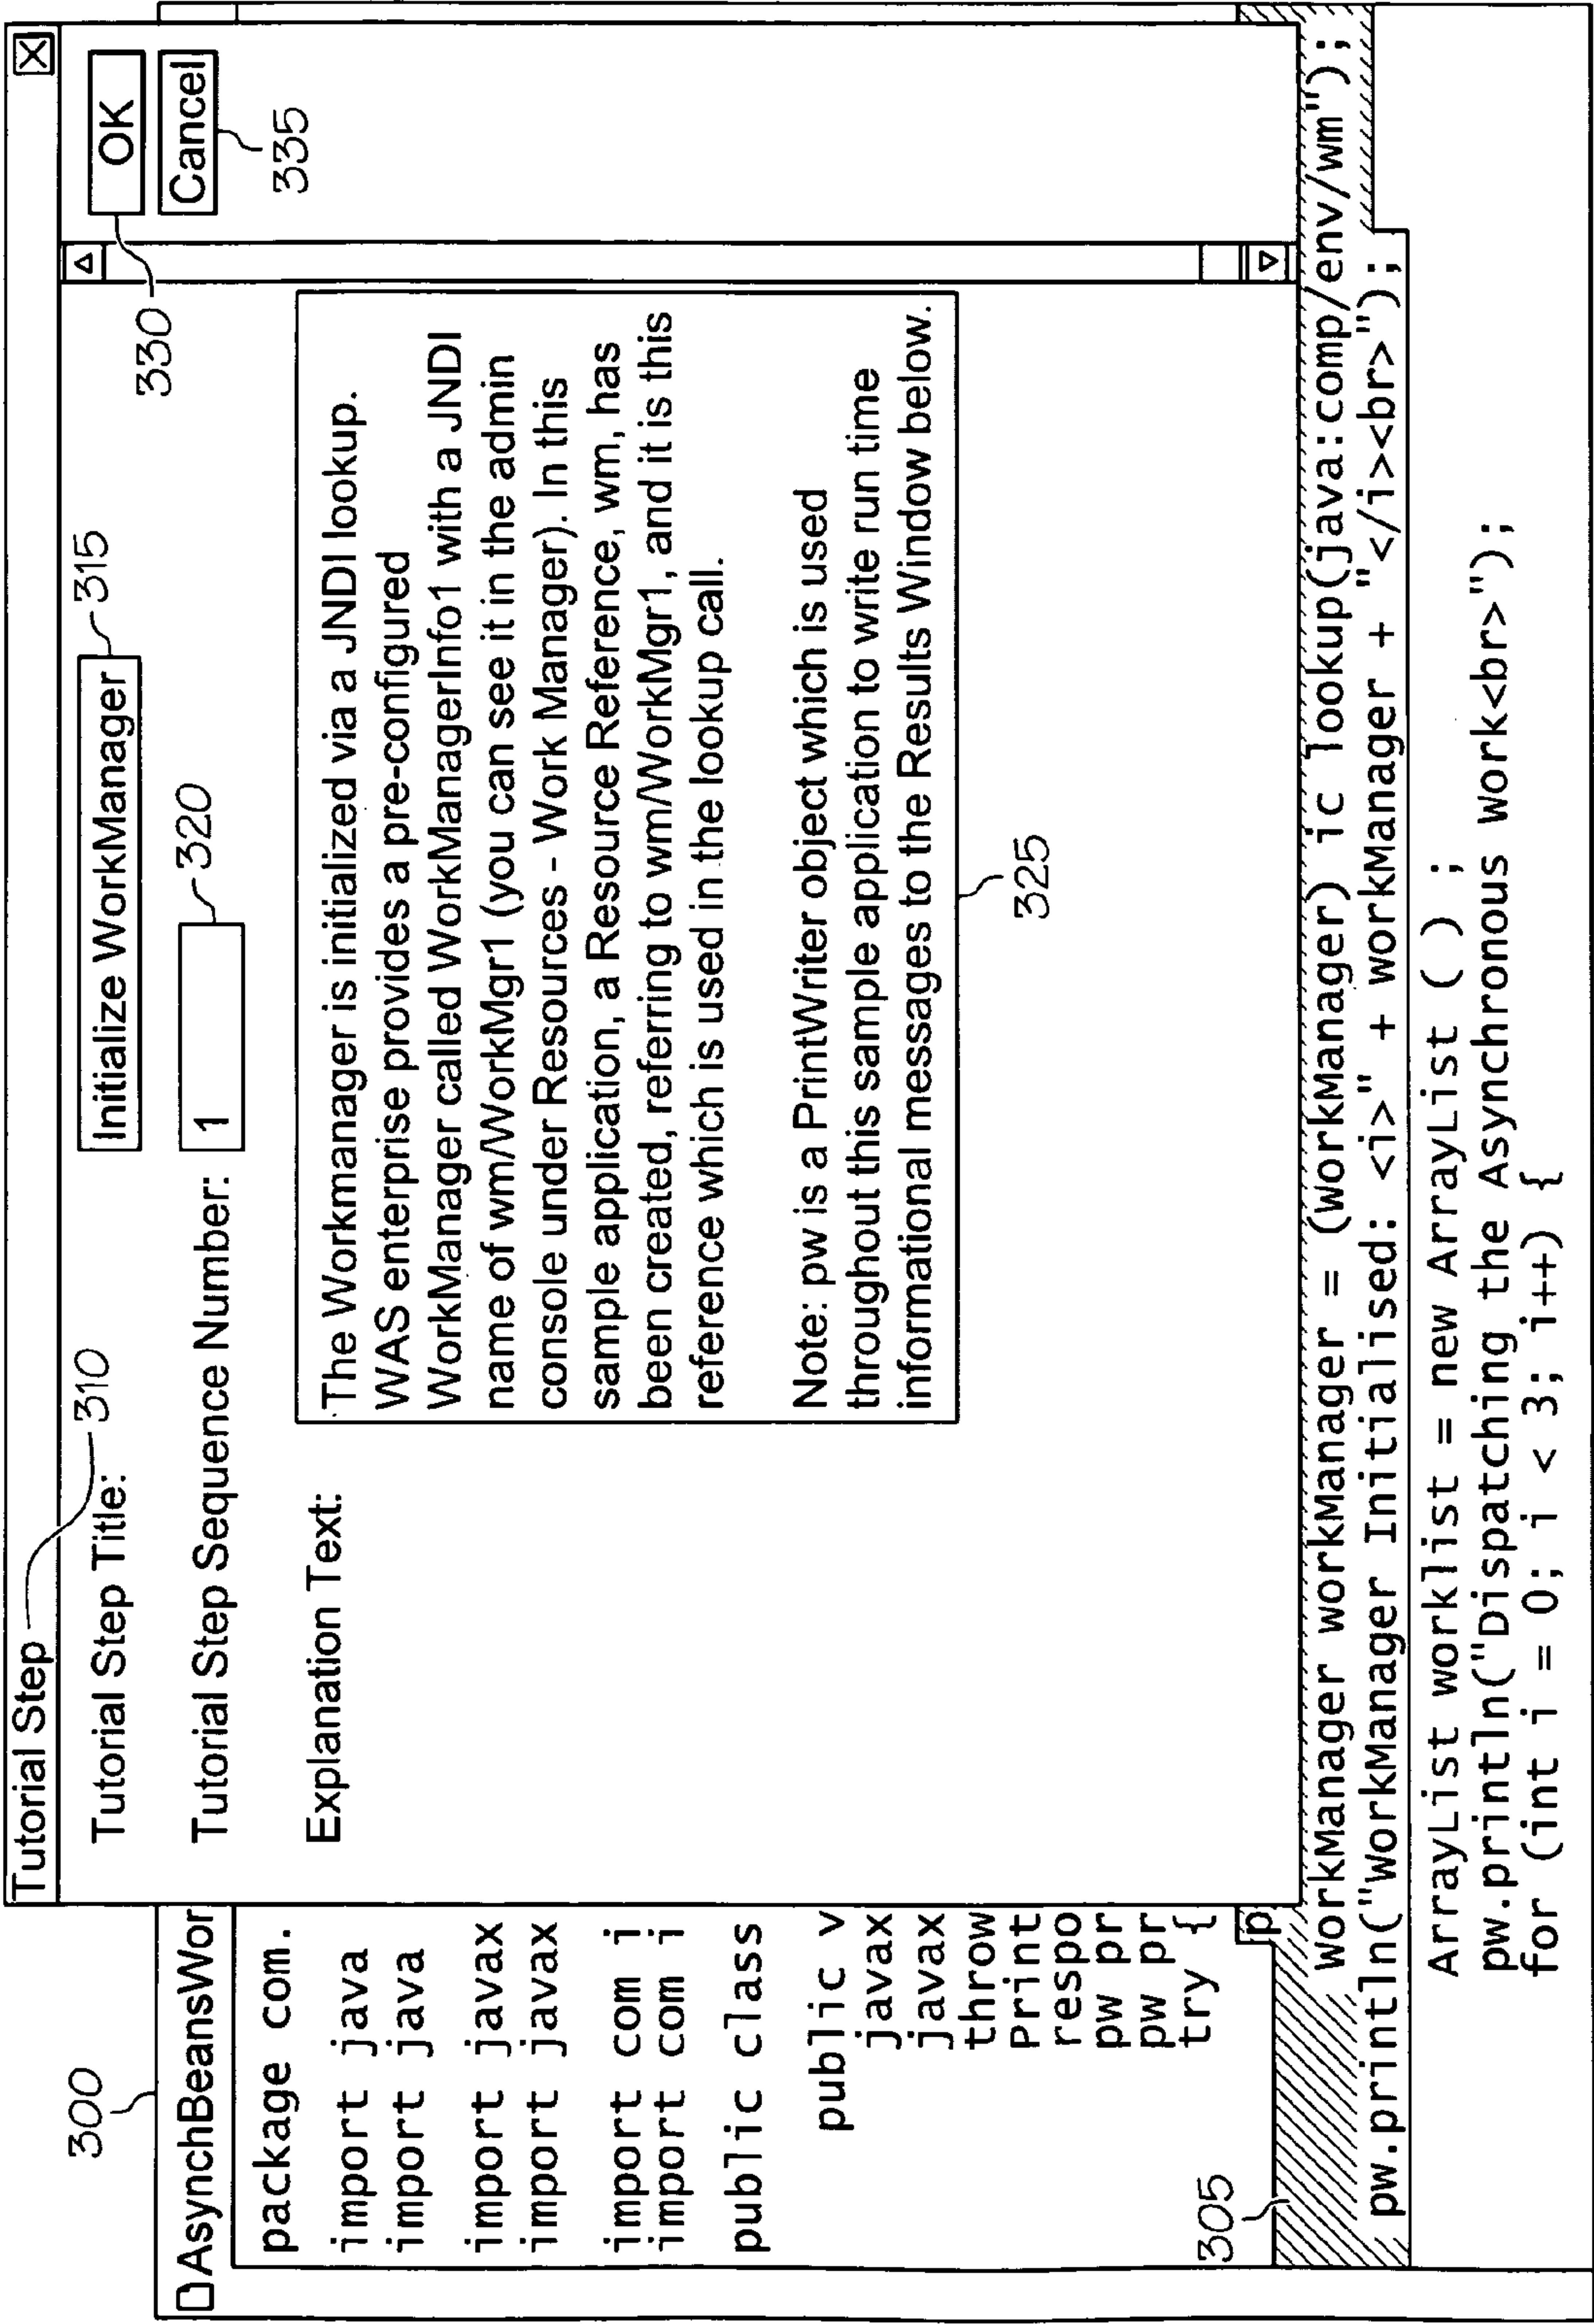 Tutorial Step
310
Tutorial Step Title:
Initialize WorkManager
315
330
OK
Cancel
335
Tutorial Step Sequence Number:
1
320
Explanation Text:
The Workmanager is initialized via a JNDI lookup.
WAS enterprise provides a pre-configured
WorkManager called WorkManagerInfo1 with a JNDI
name of wm/WorkMgr1 (you can see it in the admin
console under Resources - Work Manager). In this
sample application, a Resource Reference, wm, has
been created, referring to wm/WorkMgr1, and it is this
reference which is used in the lookup call.
Note: pw is a PrintWriter object which is used
throughout this sample application to write run time
informational messages to the Results Window below.
325
300
AsynchBeansWor
package com.
import java
import java
import javax
import javax
import com i
import com i
public class
public v
javax
javax
throw
Print
respo
pw pr
pw pr
try {
p
305
WorkManager workManager = (WorkManager) ic lookup(java:comp/env/wm");
pw.println("WorkManager Initialised: <i>" + workManager + "</i><br>");
ArrayList worklist = new ArrayList ( ) ;
pw.println("Dispatching the Asynchronous Work<br>");
for (int i = 0; i < 3; i++) {